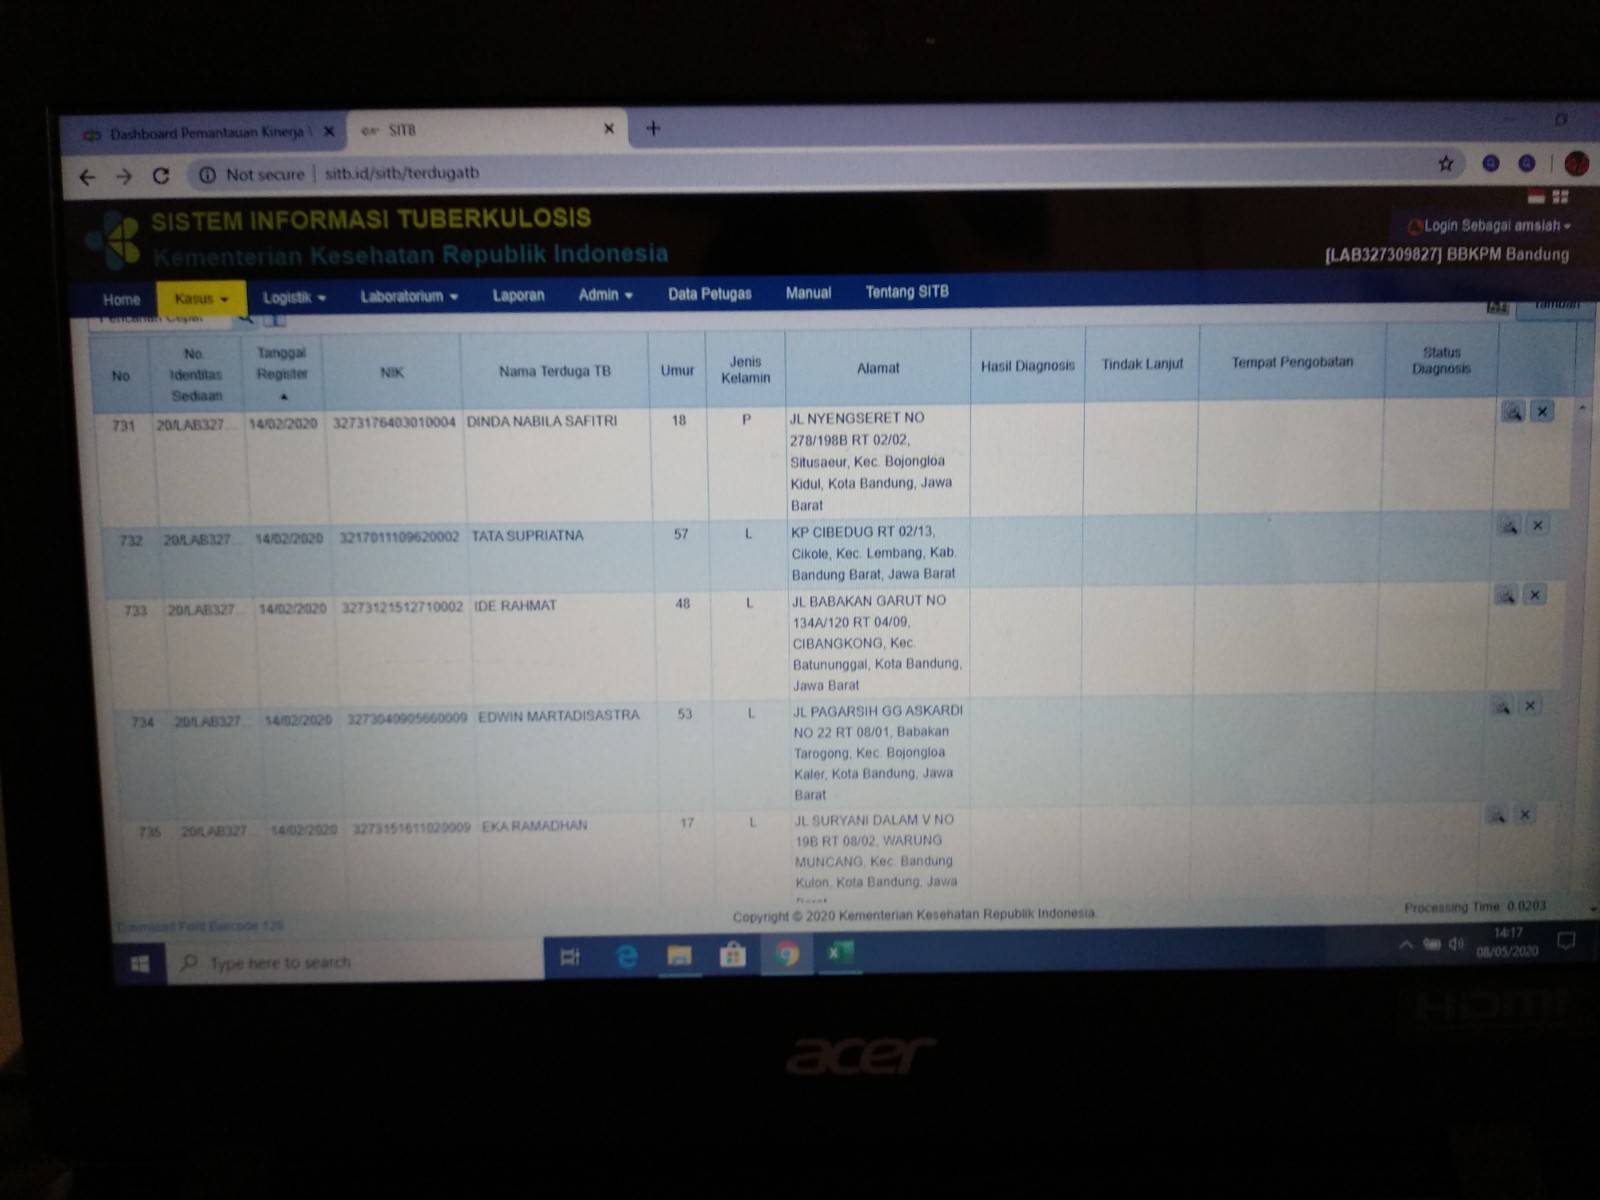 Dashboard Pemantauan Kinerja
SITB
Not secure | sitb.id/sitb/terdugatb
SISTEM INFORMASI TUBERKULOSIS
Kementerian Kesehatan Republik Indonesia
Login Sebagai amsiah
[LAB327309827] BBKPM Bandung
Home Kasus Logistik Laboratorium Laporan Admin Data Petugas Manual Tentang SITB
Pencarian Cepat
Tambah
No No. Identitas Sediaan Tanggal Register NIK Nama Terduga TB Umur Jenis Kelamin Alamat Hasil Diagnosis Tindak Lanjut Tempat Pengobatan Status Diagnosis
731 20/LAB327... 14/02/2020 3273176403010004 DINDA NABILA SAFITRI 18 P JL NYENGSERET NO
278/198B RT 02/02,
Situsaeur, Kec. Bojongloa
Kidul, Kota Bandung, Jawa
Barat
732 20/LAB327... 14/02/2020 3217011109620002 TATA SUPRIATNA 57 L KP CIBEDUG RT 02/13,
Cikole, Kec. Lembang, Kab.
Bandung Barat, Jawa Barat
733 20/LAB327... 14/02/2020 3273121512710002 IDE RAHMAT 48 L JL BABAKAN GARUT NO
134A/120 RT 04/09,
CIBANGKONG, Kec.
Batununggal, Kota Bandung,
Jawa Barat
734 20/LAB327... 14/02/2020 3273040905660009 EDWIN MARTADISASTRA 53 L JL PAGARSIH GG ASKARDI
NO 22 RT 08/01, Babakan
Tarogong, Kec. Bojongloa
Kaler, Kota Bandung, Jawa
Barat
735 20/LAB327... 14/02/2020 3273151611020009 EKA RAMADHAN 17 L JL SURYANI DALAM V NO
19B RT 08/02, WARUNG
MUNCANG, Kec. Bandung
Kulon, Kota Bandung, Jawa
Download Font Barcode 128
Copyright © 2020 Kementerian Kesehatan Republik Indonesia
Processing Time: 0.0203
Type here to search
14:17
08/05/2020
HDMI
acer